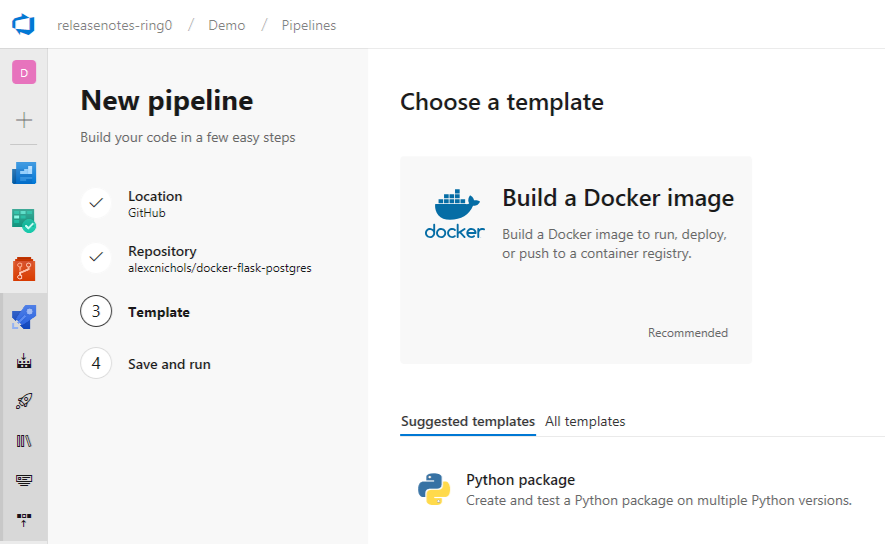 releasenotes-ring0 / Demo / Pipelines
D
New pipeline
Build your code in a few easy steps
Location
GitHub
Repository
alexcnichols/docker-flask-postgres
3 Template
4 Save and run
Choose a template
docker
Build a Docker image
Build a Docker image to run, deploy,
or push to a container registry.
Recommended
Suggested templates All templates
Python package
Create and test a Python package on multiple Python versions.